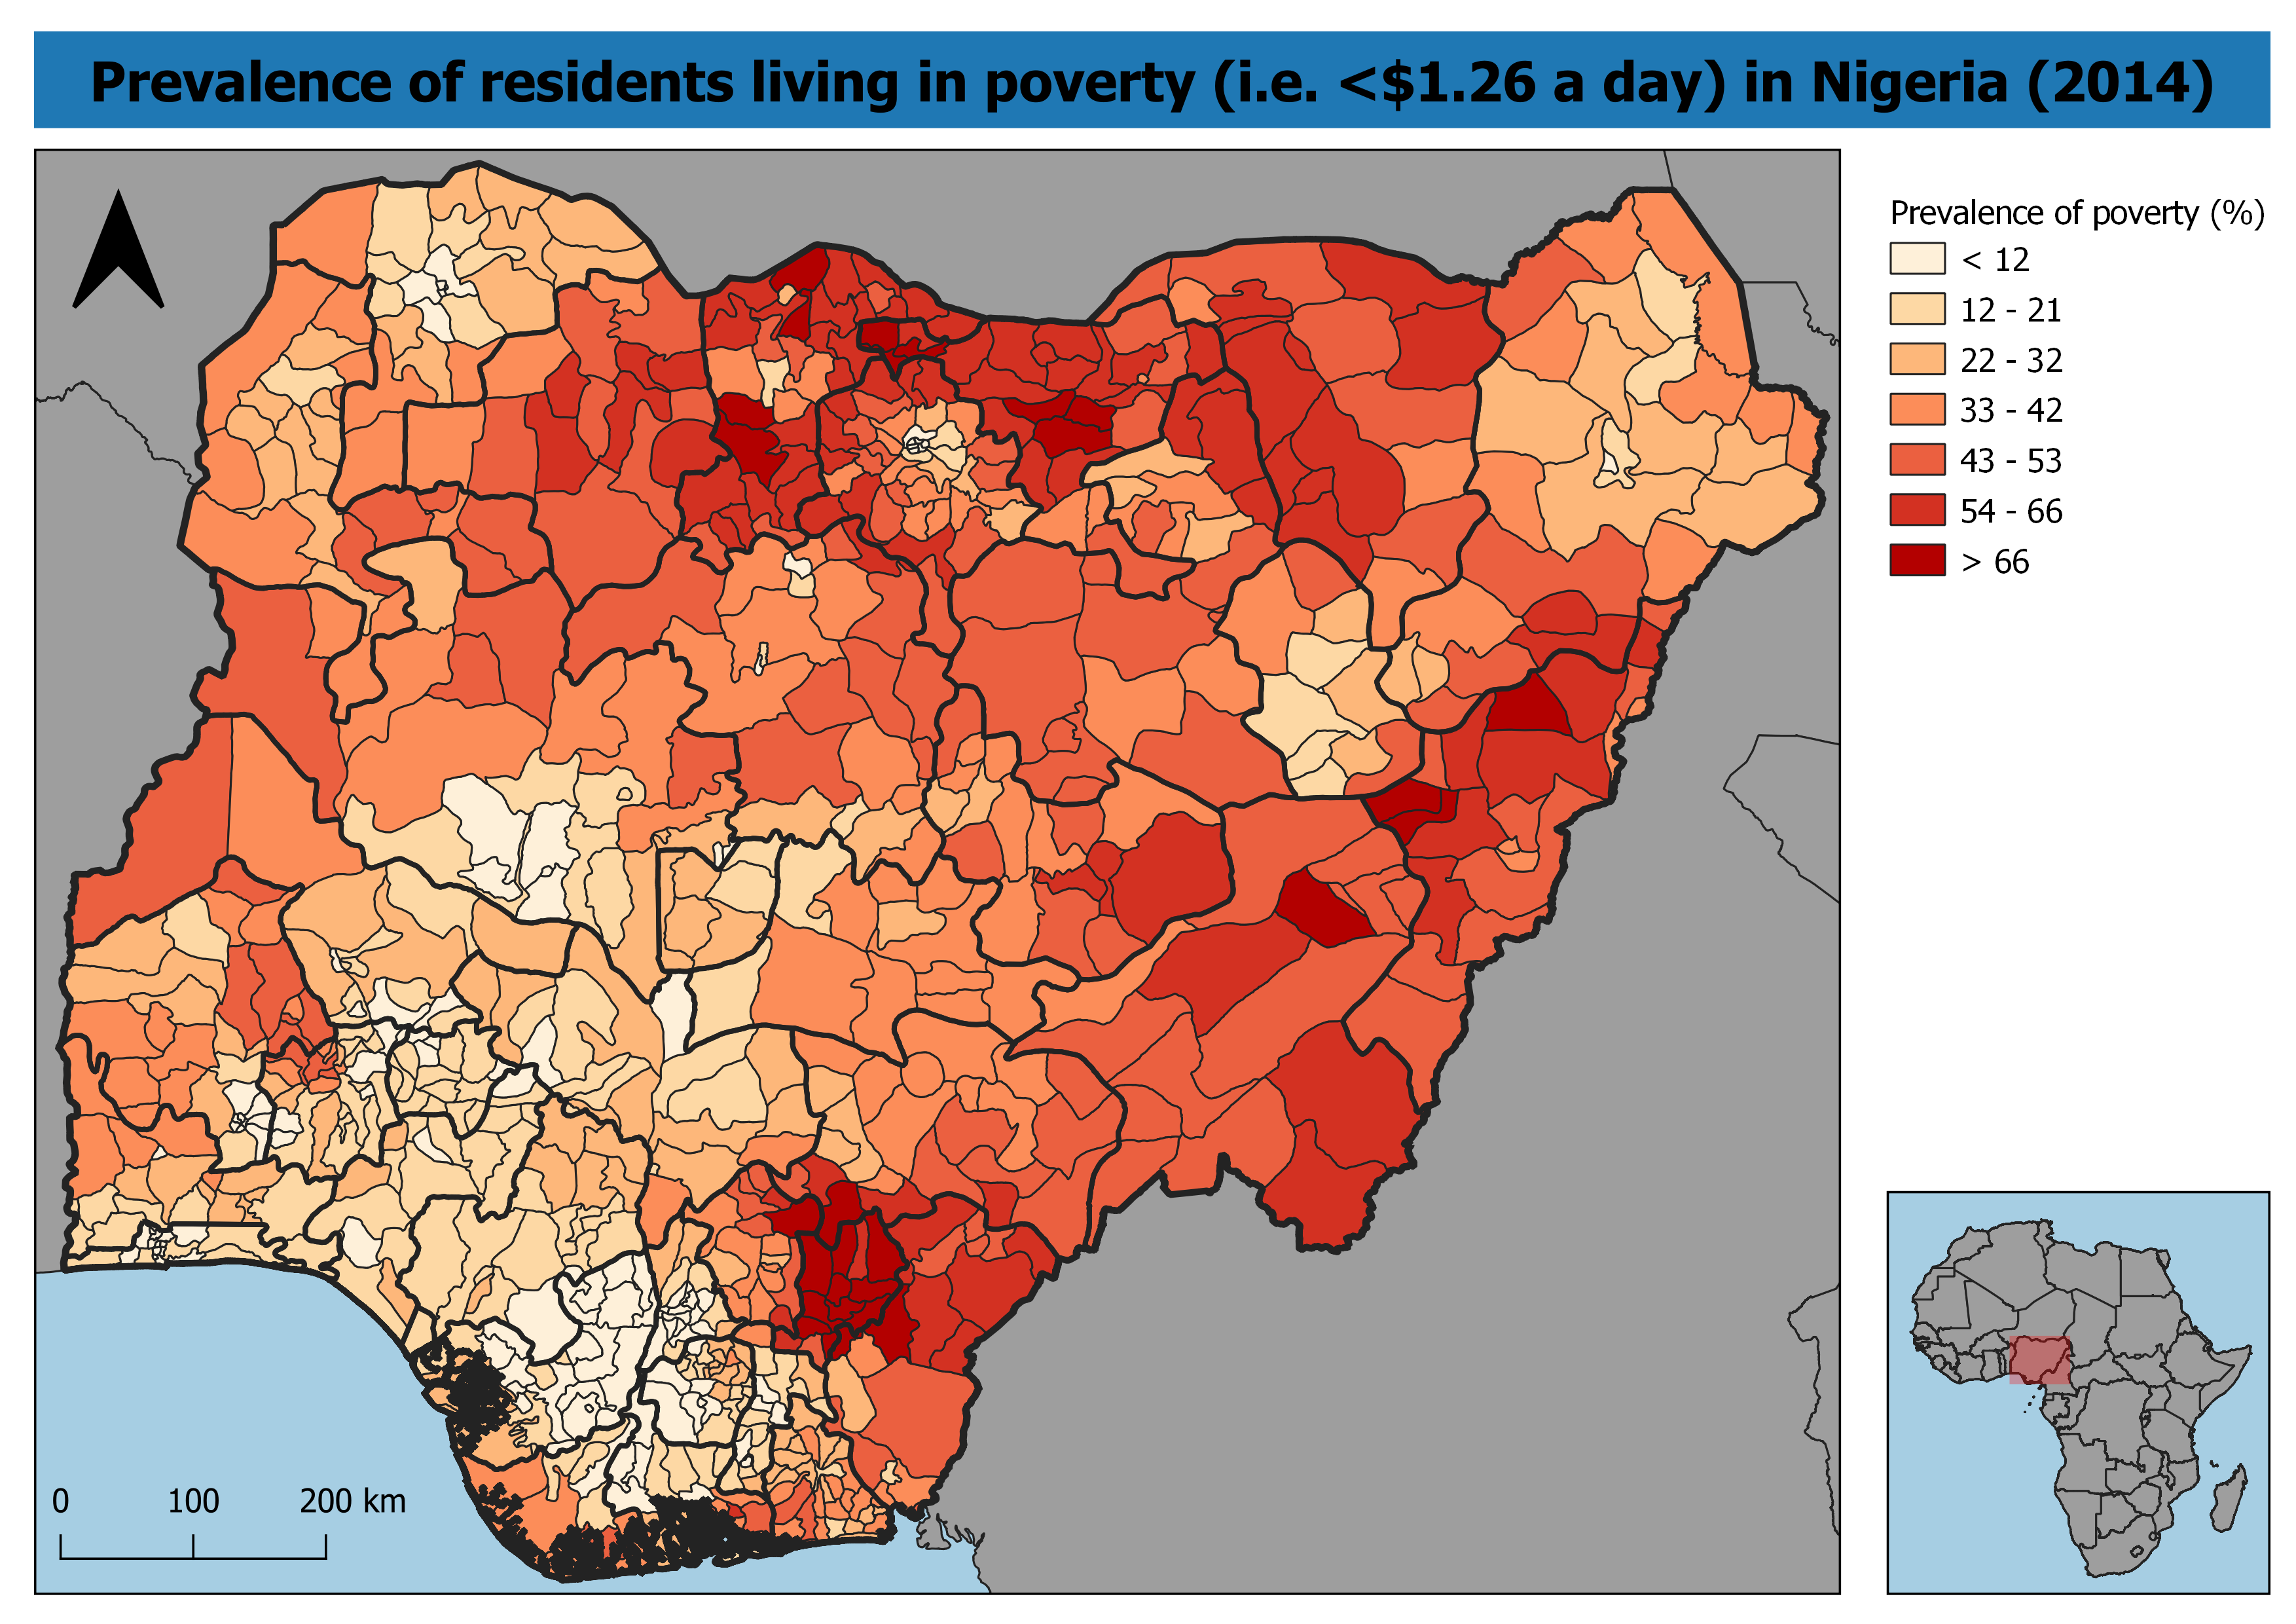 Prevalence of residents living in poverty (i.e. <$1.26 a day) in Nigeria (2014)
Prevalence of poverty (%)
< 12
12 - 21
22 - 32
33 - 42
43 - 53
54 - 66
> 66
0 100 200 km